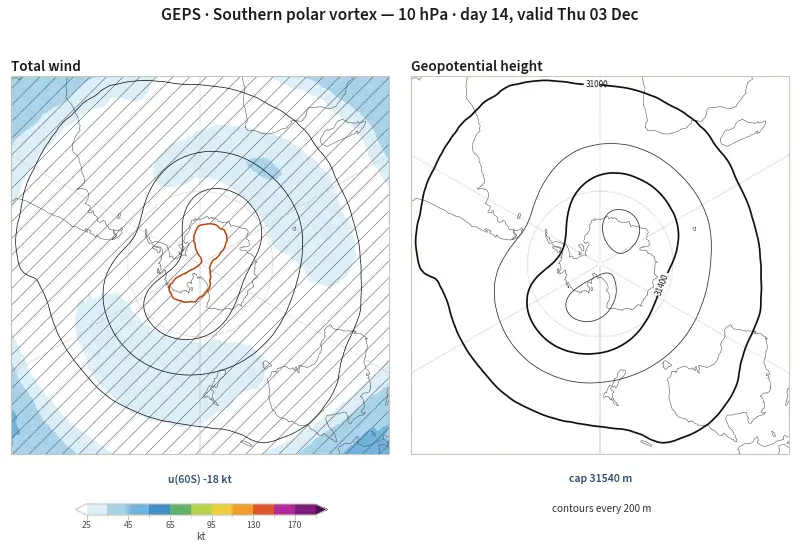 GEPS · Southern polar vortex — 10 hPa · day 14, valid Thu 03 Dec
Total wind
Geopotential height
31000
31400
u(60S) -18 kt
cap 31540 m
contours every 200 m
25 45 65 95 130 170
kt